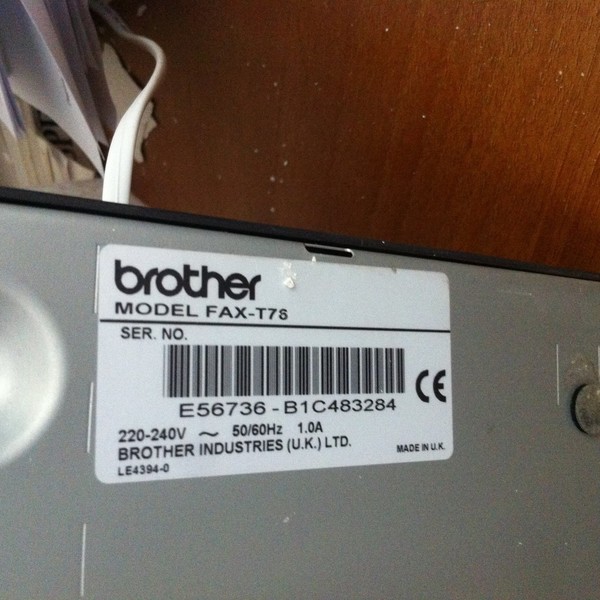 brother
MODEL FAX-T78
SER. NO.
E56736-B1C483284
220-240V ~ 50/60Hz 1.0A
BROTHER INDUSTRIES (U.K.) LTD.
MADE IN U.K.
LE4394-0
CE